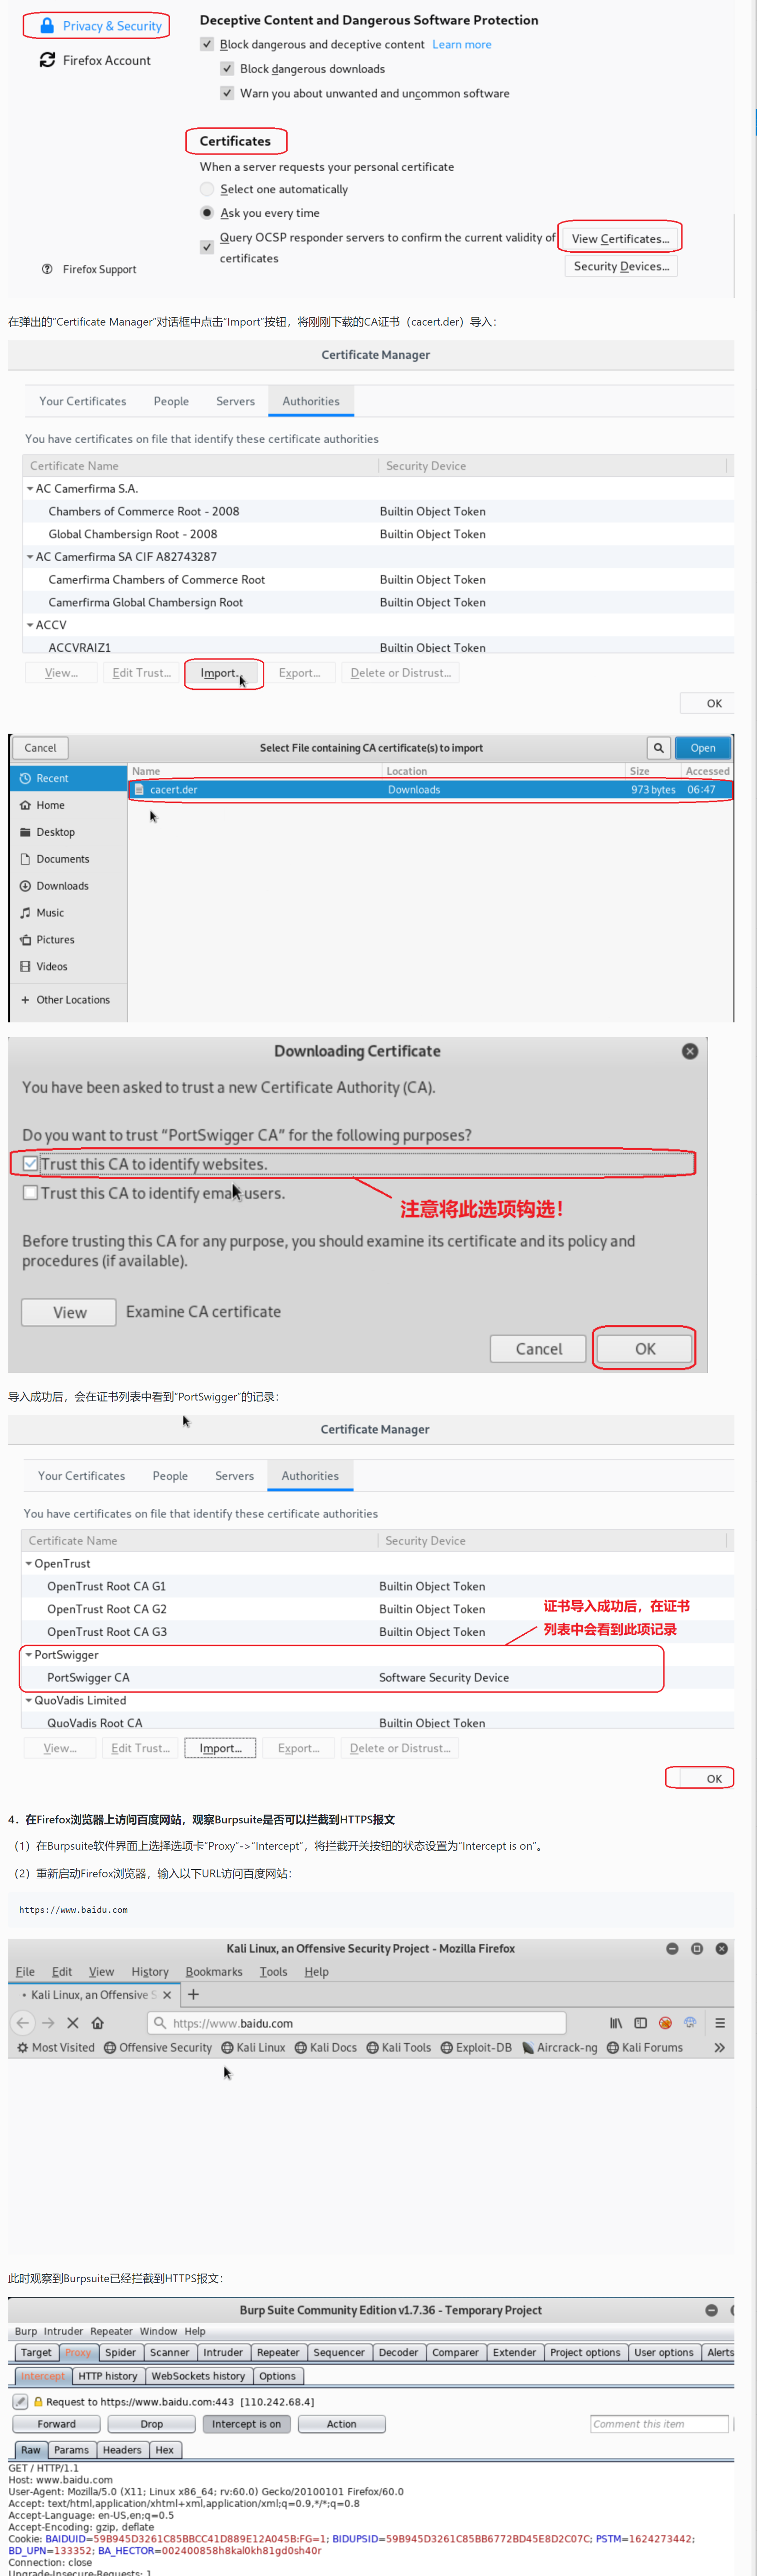 Deceptive Content and Dangerous Software Protection
Privacy & Security
Block dangerous and deceptive content Learn more
Firefox Account
Block dangerous downloads
Warn you about unwanted and uncommon software
Certificates
When a server requests your personal certificate
Select one automatically
Ask you every time
Query OCSP responder servers to confirm the current validity of
certificates
View Certificates...
Security Devices...
Firefox Support
在弹出的“Certificate Manager”对话框中点击“Import”按钮，将刚刚下载的CA证书（cacert.der）导入：
Certificate Manager
Your Certificates People Servers Authorities
You have certificates on file that identify these certificate authorities
Certificate Name Security Device
AC Camerfirma S.A.
Chambers of Commerce Root - 2008 Builtin Object Token
Global Chambersign Root - 2008 Builtin Object Token
AC Camerfirma SA CIF A82743287
Camerfirma Chambers of Commerce Root Builtin Object Token
Camerfirma Global Chambersign Root Builtin Object Token
ACCV
ACCVRAIZ1 Builtin Object Token
View... Edit Trust... Import... Export... Delete or Distrust...
OK
Cancel Select File containing CA certificate(s) to import Open
Recent Name Location Size Accessed
cacert.der Downloads 973 bytes 06:47
Home
Desktop
Documents
Downloads
Music
Pictures
Videos
+ Other Locations
Downloading Certificate
You have been asked to trust a new Certificate Authority (CA).
Do you want to trust “PortSwigger CA” for the following purposes?
Trust this CA to identify websites.
Trust this CA to identify email users.
注意将此选项钩选！
Before trusting this CA for any purpose, you should examine its certificate and its policy and
procedures (if available).
View Examine CA certificate
Cancel OK
导入成功后，会在证书列表中看到“PortSwigger”的记录：
Certificate Manager
Your Certificates People Servers Authorities
You have certificates on file that identify these certificate authorities
Certificate Name Security Device
OpenTrust
OpenTrust Root CA G1 Builtin Object Token
OpenTrust Root CA G2 Builtin Object Token
OpenTrust Root CA G3 Builtin Object Token
证书导入成功后，在证书
列表中会看到此项记录
PortSwigger
PortSwigger CA Software Security Device
QuoVadis Limited
QuoVadis Root CA Builtin Object Token
View... Edit Trust... Import... Export... Delete or Distrust...
OK
4．在Firefox浏览器上访问百度网站，观察Burpsuite是否可以拦截到HTTPS报文
（1）在Burpsuite软件界面上选择选项卡“Proxy”->“Intercept”，将拦截开关按钮的状态设置为“Intercept is on”。
（2）重新启动Firefox浏览器，输入以下URL访问百度网站：
https://www.baidu.com
Kali Linux, an Offensive Security Project - Mozilla Firefox
File Edit View History Bookmarks Tools Help
Kali Linux, an Offensive S
https://www.baidu.com
Most Visited Offensive Security Kali Linux Kali Docs Kali Tools Exploit-DB Aircrack-ng Kali Forums
此时观察到Burpsuite已经拦截到HTTPS报文：
Burp Suite Community Edition v1.7.36 - Temporary Project
Burp Intruder Repeater Window Help
Target Proxy Spider Scanner Intruder Repeater Sequencer Decoder Comparer Extender Project options User options Alerts
Intercept HTTP history WebSockets history Options
Request to https://www.baidu.com:443 [110.242.68.4]
Forward Drop Intercept is on Action Comment this item
Raw Params Headers Hex
GET / HTTP/1.1
Host: www.baidu.com
User-Agent: Mozilla/5.0 (X11; Linux x86_64; rv:60.0) Gecko/20100101 Firefox/60.0
Accept: text/html,application/xhtml+xml,application/xml;q=0.9,*/*;q=0.8
Accept-Language: en-US,en;q=0.5
Accept-Encoding: gzip, deflate
Cookie: BAIDUID=59B945D3261C85BBCC41D889E12A045B:FG=1; BIDUPSID=59B945D3261C85BB6772BD45E8D2C07C; PSTM=1624273442;
BD_UPN=133352; BA_HECTOR=002400858h8kal0kh81gd0sh40r
Connection: close
Upgrade-Insecure-Requests: 1